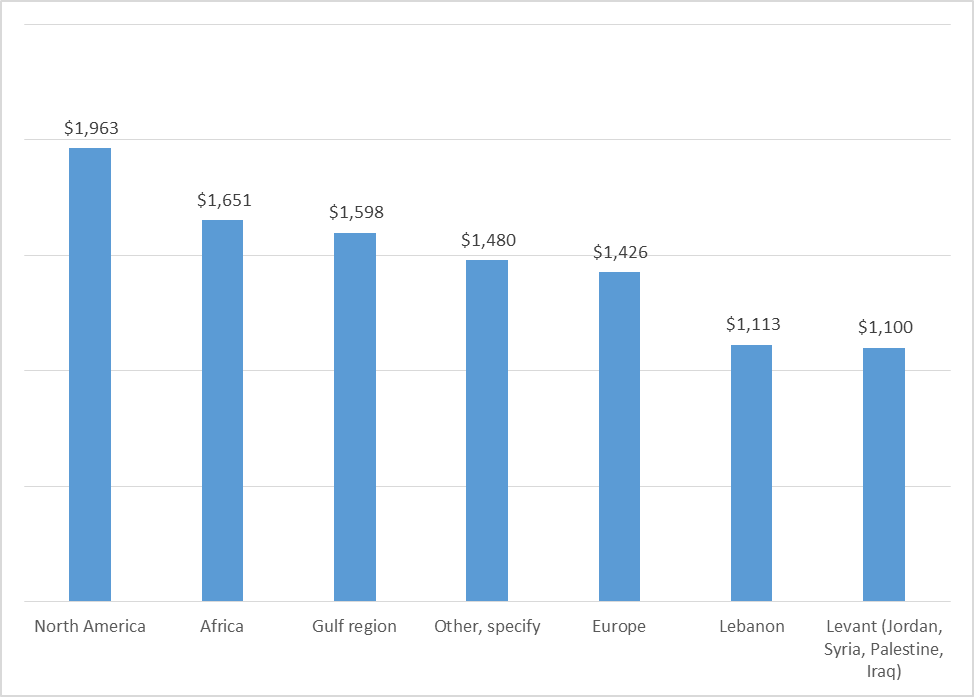 $1,963
$1,651
$1,598
$1,480
$1,426
$1,113
$1,100
North America
Africa
Gulf region
Other, specify
Europe
Lebanon
Levant (Jordan,
Syria, Palestine,
Iraq)